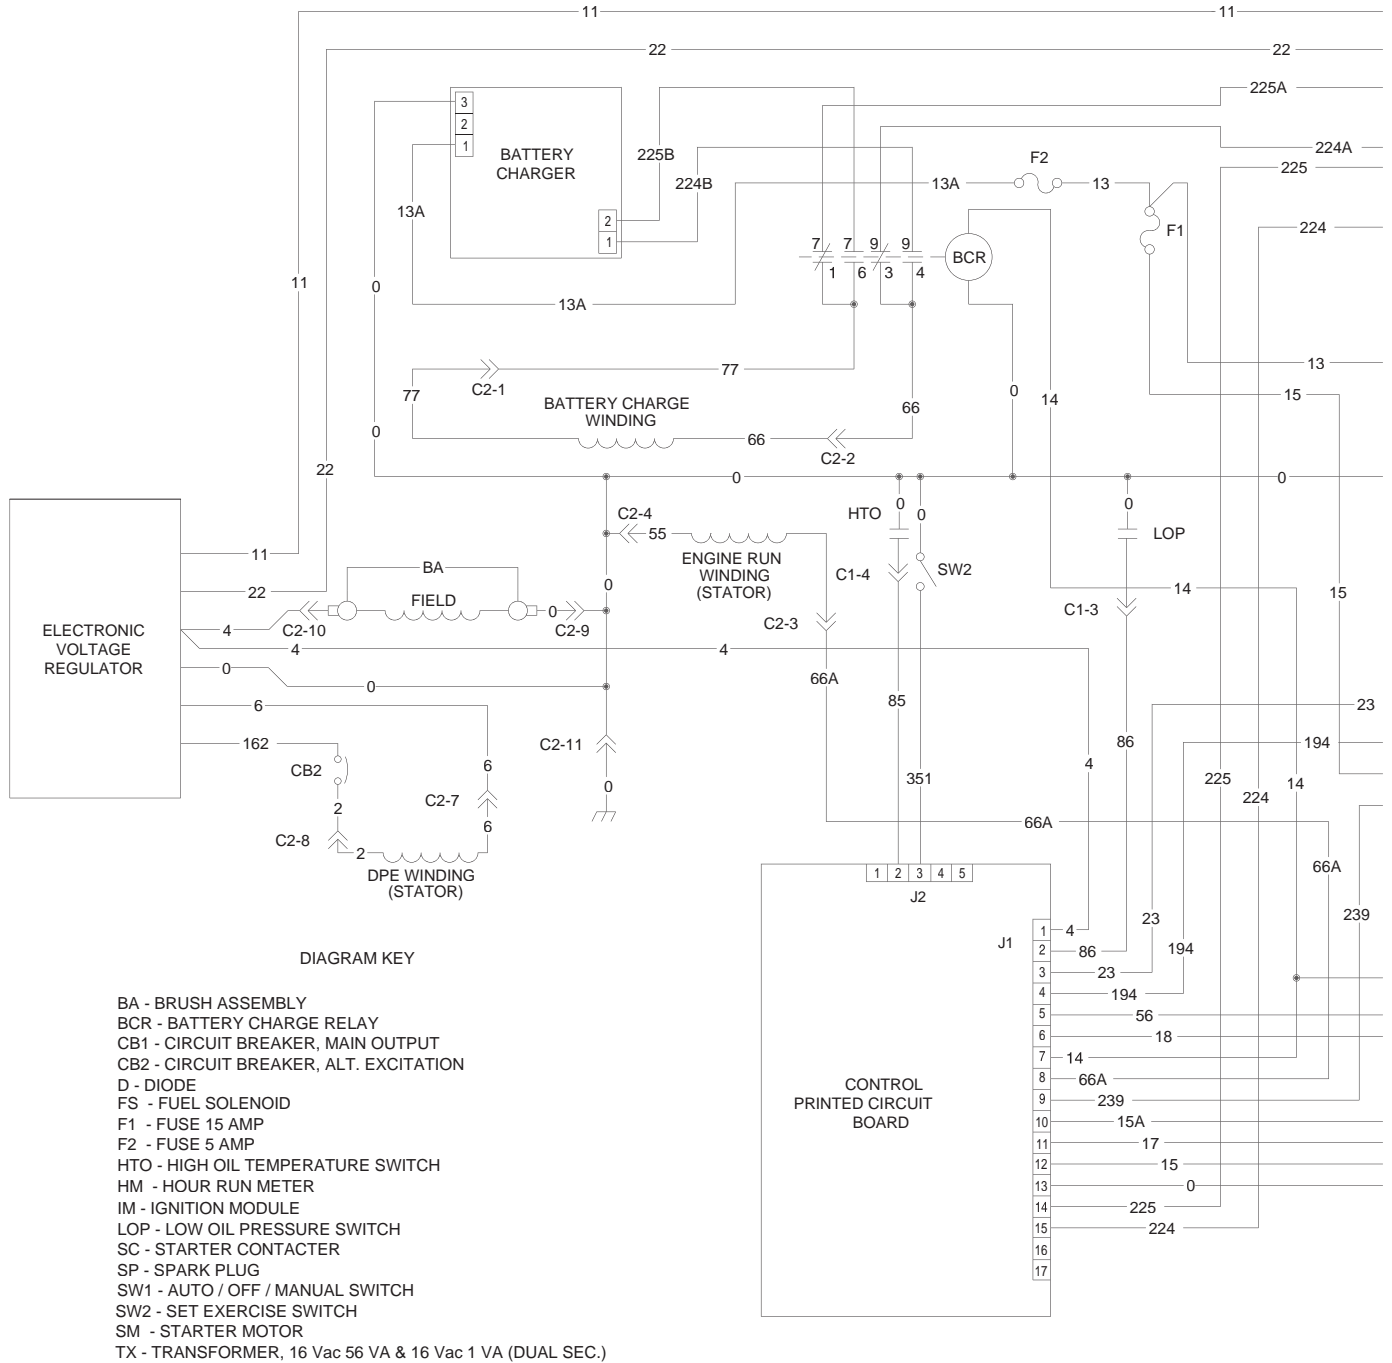 11
11
22
22
225A
3
2
1
BATTERY
CHARGER
225B
224B
2
1
13A
F2
13
224A
225
13A
F1
224
7
7
9
9
1
6
3
4
BCR
11
0
13A
77
C2-1
77
13
0
14
15
BATTERY CHARGE
WINDING
66
66
C2-2
0
22
0
0
HTO
0
0
0
LOP
C2-4
55
ENGINE RUN
WINDING
(STATOR)
C1-4
SW2
11
BA
22
FIELD
0
14
15
4
C2-10
0
C2-9
C2-3
C1-3
ELECTRONIC
VOLTAGE
REGULATOR
4
4
0
0
66A
85
6
23
162
C2-11
86
194
CB2
6
4
351
225
14
2
C2-7
0
224
C2-8
6
66A
2
DPE WINDING
(STATOR)
66A
1
2
3
4
5
J2
23
239
J1
1
4
2
86
194
3
23
4
194
5
56
6
18
7
14
8
66A
9
239
10
15A
11
17
12
15
13
0
14
225
15
224
16
17
CONTROL
PRINTED CIRCUIT
BOARD
DIAGRAM KEY
BA - BRUSH ASSEMBLY
BCR - BATTERY CHARGE RELAY
CB1 - CIRCUIT BREAKER, MAIN OUTPUT
CB2 - CIRCUIT BREAKER, ALT. EXCITATION
D - DIODE
FS - FUEL SOLENOID
F1 - FUSE 15 AMP
F2 - FUSE 5 AMP
HTO - HIGH OIL TEMPERATURE SWITCH
HM - HOUR RUN METER
IM - IGNITION MODULE
LOP - LOW OIL PRESSURE SWITCH
SC - STARTER CONTACTER
SP - SPARK PLUG
SW1 - AUTO / OFF / MANUAL SWITCH
SW2 - SET EXERCISE SWITCH
SM - STARTER MOTOR
TX - TRANSFORMER, 16 Vac 56 VA & 16 Vac 1 VA (DUAL SEC.)